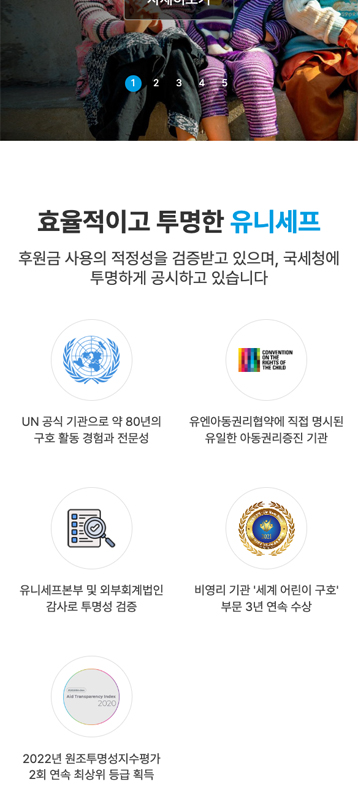 1 2 3 4 5
효율적이고 투명한 유니세프
후원금 사용의 적정성을 검증받고 있으며, 국세청에
투명하게 공시하고 있습니다
CONVENTION
ON THE
RIGHTS OF
THE CHILD
UN 공식 기관으로 약 80년의
구호 활동 경험과 전문성
유엔아동권리협약에 직접 명시된
유일한 아동권리증진 기관
유니세프본부 및 외부회계법인
감사로 투명성 검증
비영리 기관 ‘세계 어린이 구호’
부문 3년 연속 수상
Aid Transparency Index
2020
2022년 원조투명성지수평가
2회 연속 최상위 등급 획득